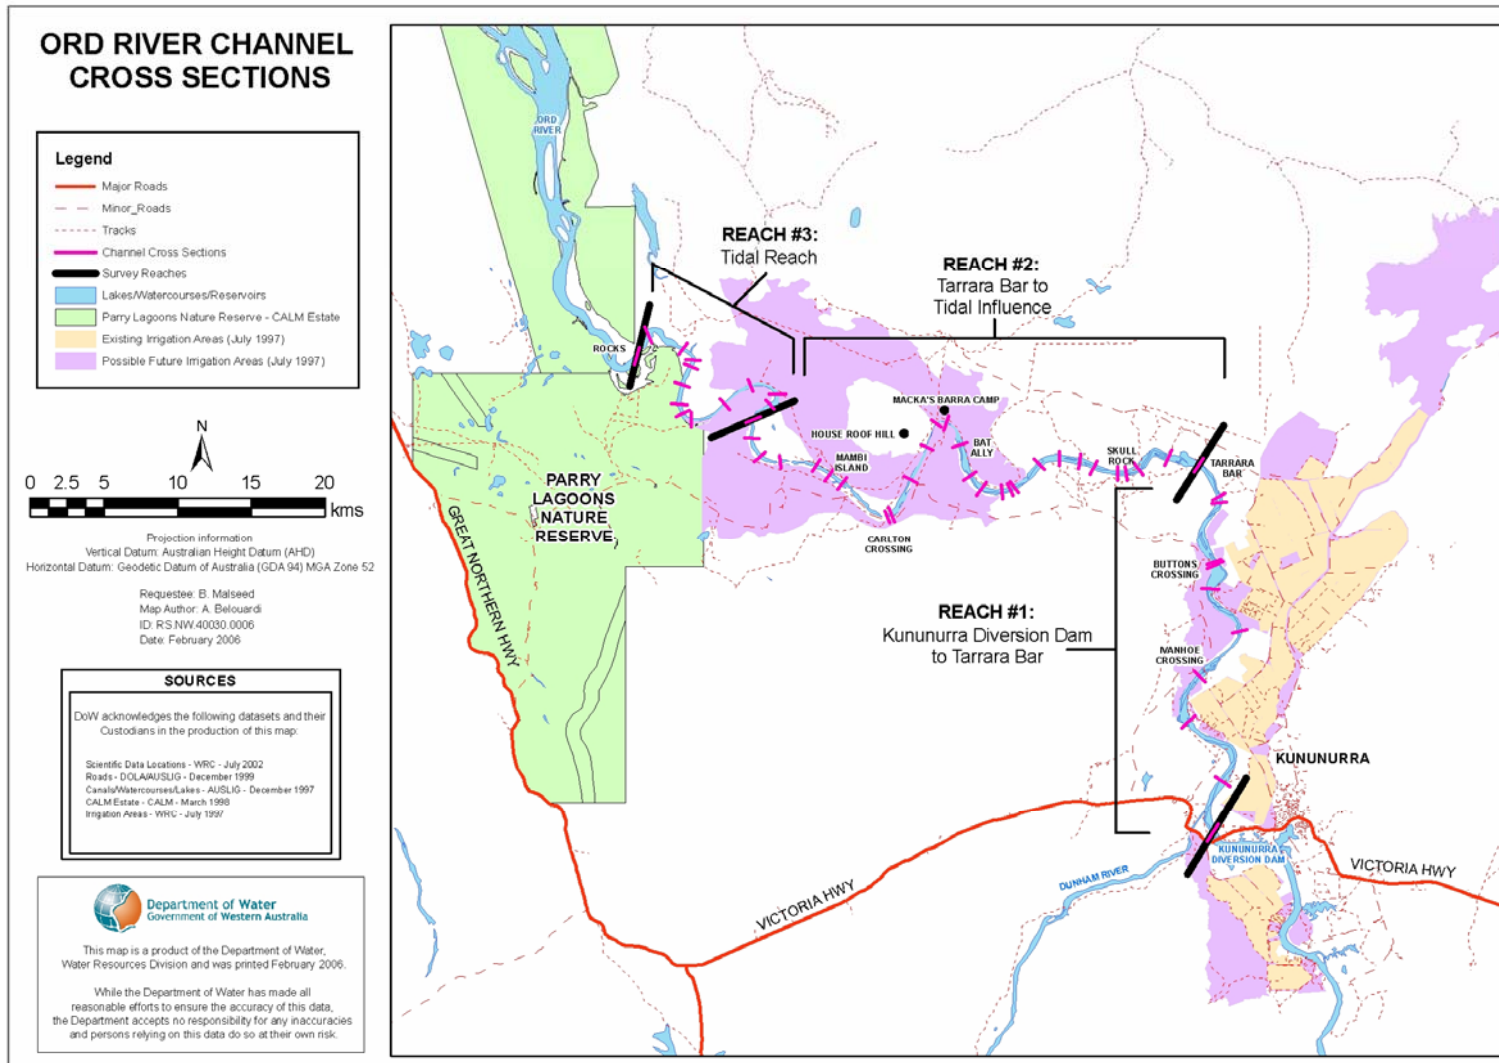 ORD RIVER CHANNEL
CROSS SECTIONS
Legend
Major Roads
Minor_Roads
Tracks
Channel Cross Sections
Survey Reaches
Lakes/Watercourses/Reservoirs
Parry Lagoons Nature Reserve - CALM Estate
Existing Irrigation Areas (July 1997)
Possible Future Irrigation Areas (July 1997)
N
0 2.5 5 10 15 20
kms
Projection information
Vertical Datum: Australian Height Datum (AHD)
Horizontal Datum: Geodetic Datum of Australia (GDA 94) MGA Zone 52
Requestee: B. Malseed
Map Author: A. Belouardi
ID: RS.NW.40030.0006
Date: February 2006
SOURCES
DoW acknowledges the following datasets and their
Custodians in the production of this map:
Scientific Data Locations - WRC - July 2002
Roads - DOLA/AUSLIG - December 1999
Canals/Watercourses/Lakes - AUSLIG - December 1997
CALM Estate - CALM - March 1998
Irrigation Areas - WRC - July 1997
Department of Water
Government of Western Australia
This map is a product of the Department of Water,
Water Resources Division and was printed February 2006.
While the Department of Water has made all
reasonable efforts to ensure the accuracy of this data,
the Department accepts no responsibility for any inaccuracies
and persons relying on this data do so at their own risk.
ORD
RIVER
REACH #3:
Tidal Reach
REACH #2:
Tarrara Bar to
Tidal Influence
ROCKS
MACKA'S BARRA CAMP
HOUSE ROOF HILL
BAT
ALLY
MAMBI
ISLAND
SKULL
ROCK
TARRARA
BAR
CARLTON
CROSSING
PARRY
LAGOONS
NATURE
RESERVE
GREAT NORTHERN HWY
BUTTONS
CROSSING
REACH #1:
Kununurra Diversion Dam
to Tarrara Bar
IVANHOE
CROSSING
KUNUNURRA
KUNUNURRA
DIVERSION DAM
DUNHAM RIVER
VICTORIA HWY
VICTORIA HWY